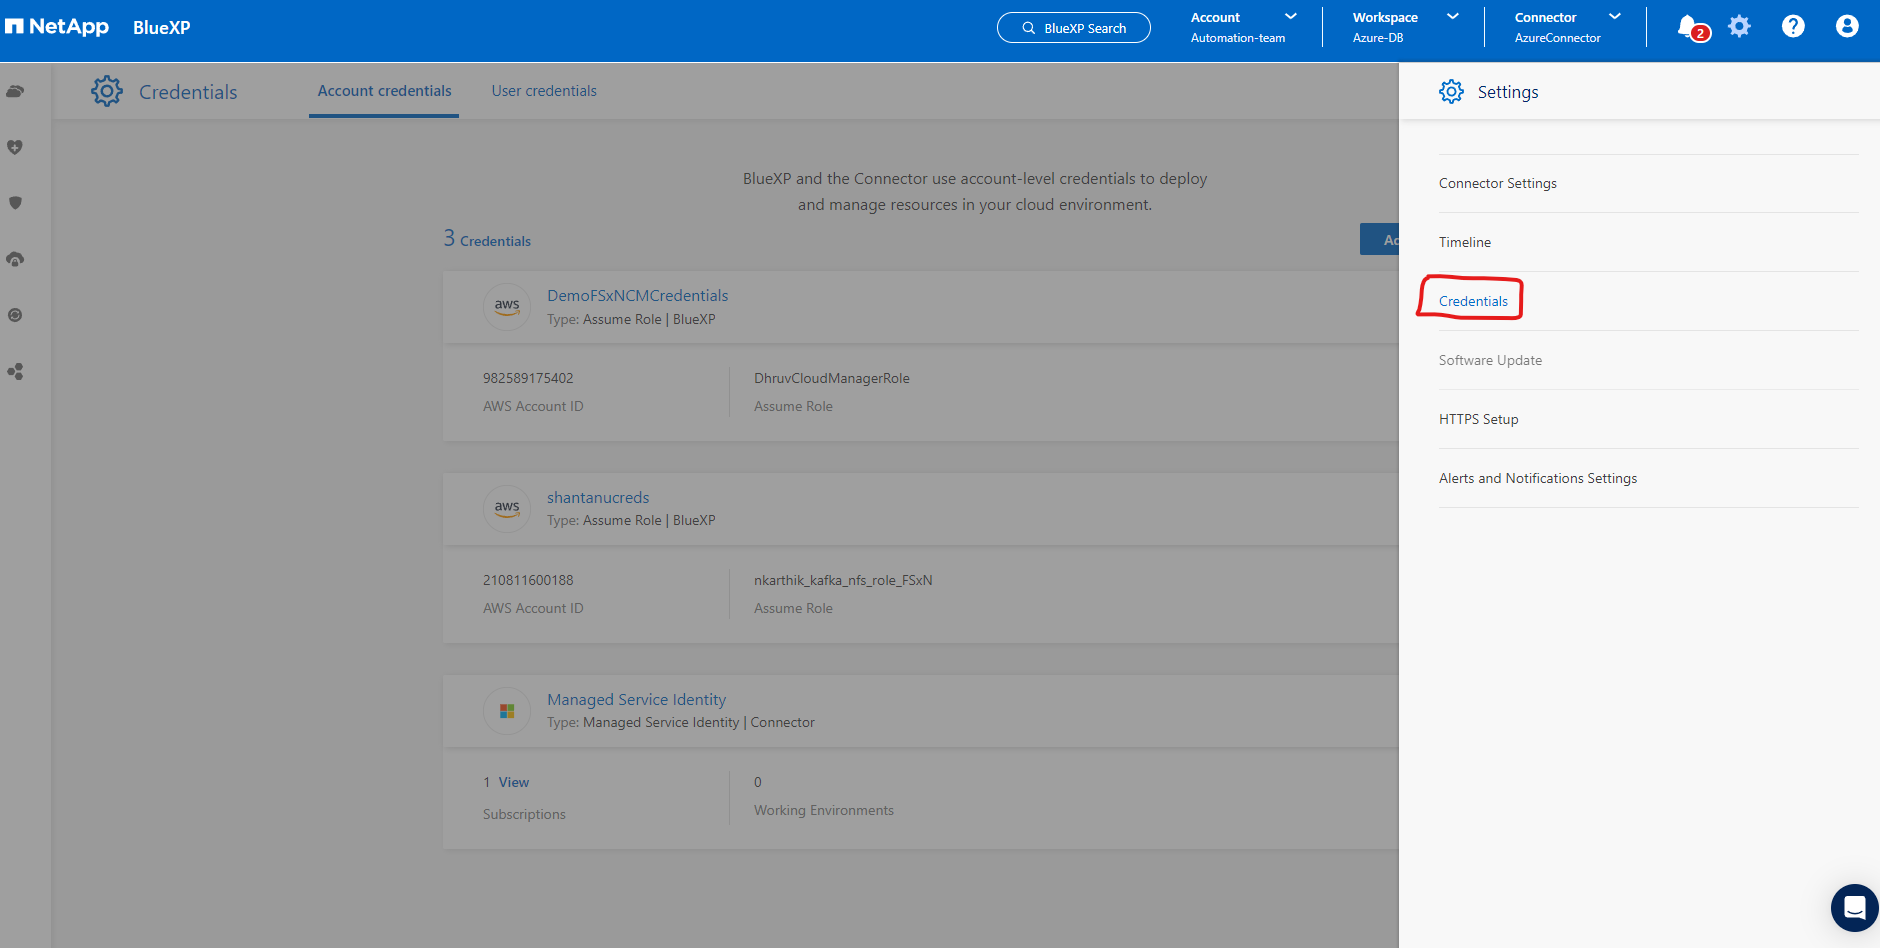 NetApp BlueXP
BlueXP Search
Account
Automation-team
Workspace
Azure-DB
Connector
AzureConnector
2
Credentials
Account credentials
User credentials
BlueXP and the Connector use account-level credentials to deploy
and manage resources in your cloud environment.
3 Credentials
aws
DemoFSxNCMCredentials
Type: Assume Role | BlueXP
982589175402
AWS Account ID
DhruvCloudManagerRole
Assume Role
aws
shantanucreds
Type: Assume Role | BlueXP
210811600188
AWS Account ID
nkarthik_kafka_nfs_role_FSxN
Assume Role
Managed Service Identity
Type: Managed Service Identity | Connector
1 View
Subscriptions
0
Working Environments
Settings
Connector Settings
Timeline
Credentials
Software Update
HTTPS Setup
Alerts and Notifications Settings